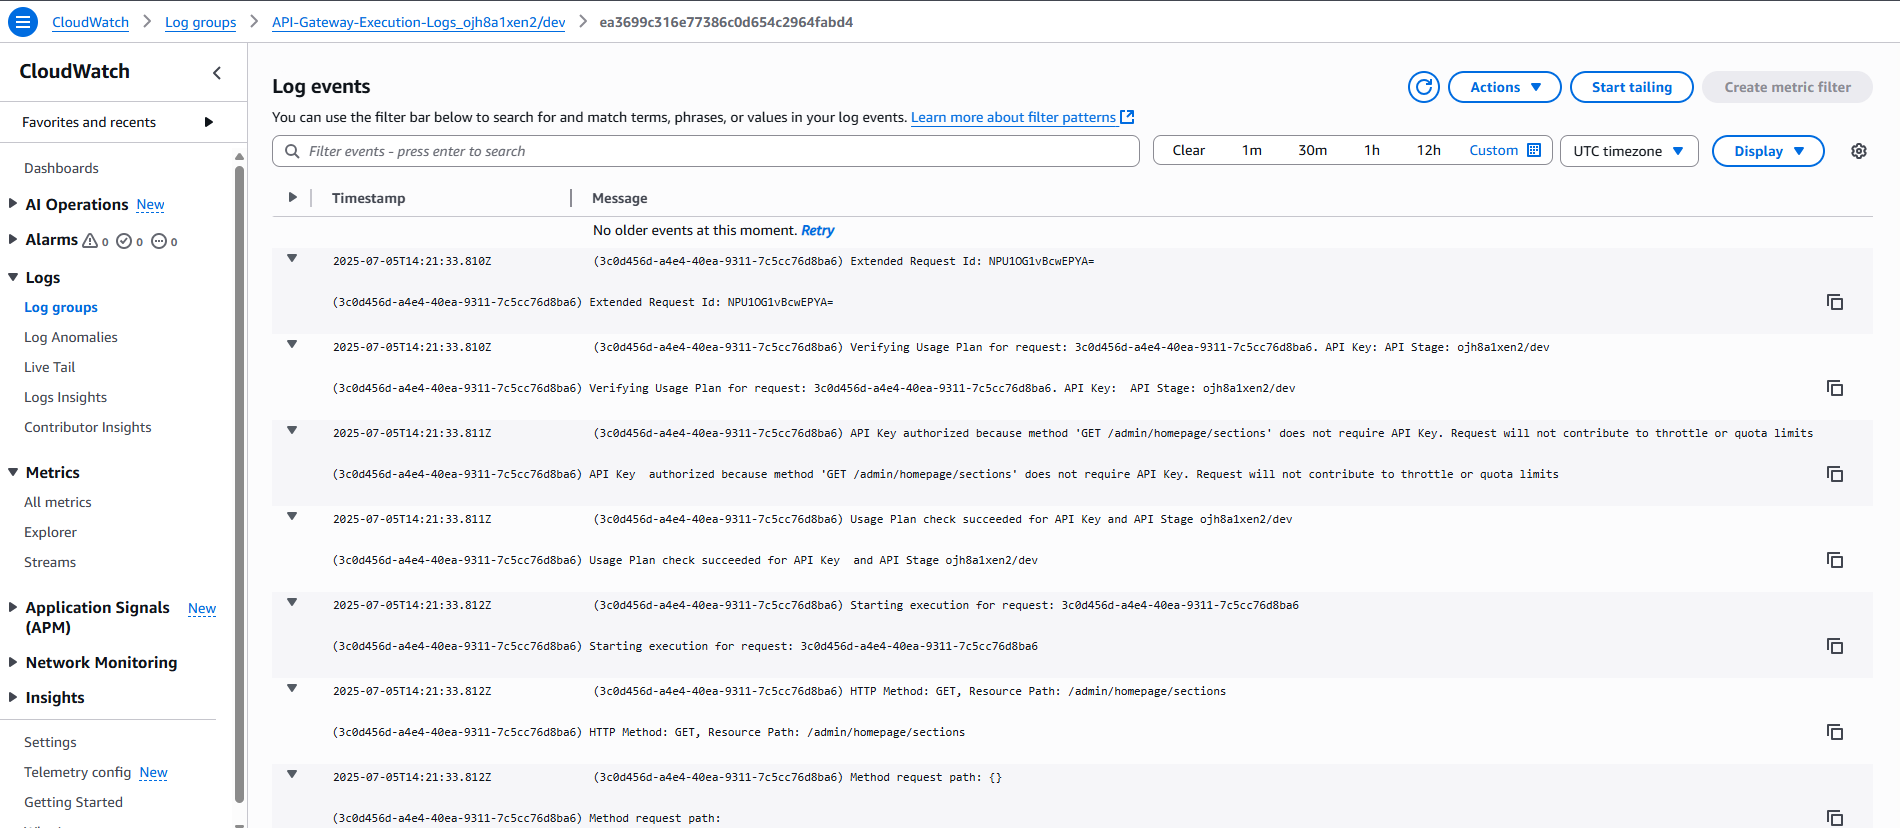 CloudWatch > Log groups > API-Gateway-Execution-Logs_ojh8a1xen2/dev > ea3699c316e77386c0d654c2964fabd4
CloudWatch
Favorites and recents
Dashboards
AI Operations New
Alarms 0 0 0
Logs
Log groups
Log Anomalies
Live Tail
Logs Insights
Contributor Insights
Metrics
All metrics
Explorer
Streams
Application Signals (APM) New
Network Monitoring
Insights
Settings
Telemetry config New
Getting Started
Log events
Actions
Start tailing
Create metric filter
You can use the filter bar below to search for and match terms, phrases, or values in your log events. Learn more about filter patterns
Filter events - press enter to search
Clear 1m 30m 1h 12h Custom
UTC timezone
Display
Timestamp Message
No older events at this moment. Retry
2025-07-05T14:21:33.810Z (3c0d456d-a4e4-40ea-9311-7c5cc76d8ba6) Extended Request Id: NPU1OG1vBcwEPYA=
(3c0d456d-a4e4-40ea-9311-7c5cc76d8ba6) Extended Request Id: NPU1OG1vBcwEPYA=
2025-07-05T14:21:33.810Z (3c0d456d-a4e4-40ea-9311-7c5cc76d8ba6) Verifying Usage Plan for request: 3c0d456d-a4e4-40ea-9311-7c5cc76d8ba6. API Key: API Stage: ojh8a1xen2/dev
(3c0d456d-a4e4-40ea-9311-7c5cc76d8ba6) Verifying Usage Plan for request: 3c0d456d-a4e4-40ea-9311-7c5cc76d8ba6. API Key:  API Stage: ojh8a1xen2/dev
2025-07-05T14:21:33.811Z (3c0d456d-a4e4-40ea-9311-7c5cc76d8ba6) API Key authorized because method 'GET /admin/homepage/sections' does not require API Key. Request will not contribute to throttle or quota limits
(3c0d456d-a4e4-40ea-9311-7c5cc76d8ba6) API Key  authorized because method 'GET /admin/homepage/sections' does not require API Key. Request will not contribute to throttle or quota limits
2025-07-05T14:21:33.811Z (3c0d456d-a4e4-40ea-9311-7c5cc76d8ba6) Usage Plan check succeeded for API Key and API Stage ojh8a1xen2/dev
(3c0d456d-a4e4-40ea-9311-7c5cc76d8ba6) Usage Plan check succeeded for API Key  and API Stage ojh8a1xen2/dev
2025-07-05T14:21:33.812Z (3c0d456d-a4e4-40ea-9311-7c5cc76d8ba6) Starting execution for request: 3c0d456d-a4e4-40ea-9311-7c5cc76d8ba6
(3c0d456d-a4e4-40ea-9311-7c5cc76d8ba6) Starting execution for request: 3c0d456d-a4e4-40ea-9311-7c5cc76d8ba6
2025-07-05T14:21:33.812Z (3c0d456d-a4e4-40ea-9311-7c5cc76d8ba6) HTTP Method: GET, Resource Path: /admin/homepage/sections
(3c0d456d-a4e4-40ea-9311-7c5cc76d8ba6) HTTP Method: GET, Resource Path: /admin/homepage/sections
2025-07-05T14:21:33.812Z (3c0d456d-a4e4-40ea-9311-7c5cc76d8ba6) Method request path: {}
(3c0d456d-a4e4-40ea-9311-7c5cc76d8ba6) Method request path: